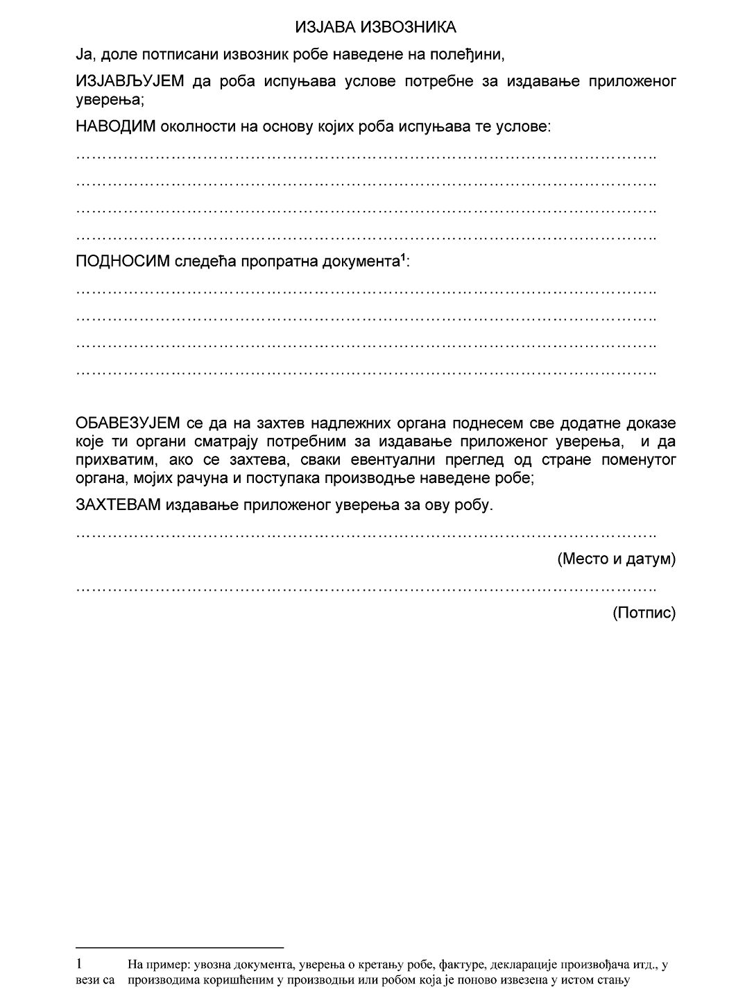 ИЗЈАВА ИЗВОЗНИКА
Ја, доле потписани извозник робе наведене на полеђини,
ИЗЈАВЉУЈЕМ да роба испуњава услове потребне за издавање приложеног
уверења;
НАВОДИМ околности на основу којих роба испуњава те услове:
………………………………………………………………………………………………..
………………………………………………………………………………………………..
………………………………………………………………………………………………..
………………………………………………………………………………………………..
ПОДНОСИМ следећа пропратна документа¹:
………………………………………………………………………………………………..
………………………………………………………………………………………………..
………………………………………………………………………………………………..
………………………………………………………………………………………………..
ОБАВЕЗУЈЕМ се да на захтев надлежних органа поднесем све додатне доказе
које ти органи сматрају потребним за издавање приложеног уверења, и да
прихватим, ако се захтева, сваки евентуални преглед од стране поменутог
органа, мојих рачуна и поступака производње наведене робе;
ЗАХТЕВАМ издавање приложеног уверења за ову робу.
………………………………………………………………………………………………..
(Место и датум)
………………………………………………………………………………………………..
(Потпис)
1 На пример: увозна документа, уверења о кретању робе, фактуре, декларације произвођача итд., у
вези са производима коришћеним у производњи или робом која је поново извезена у истом стању